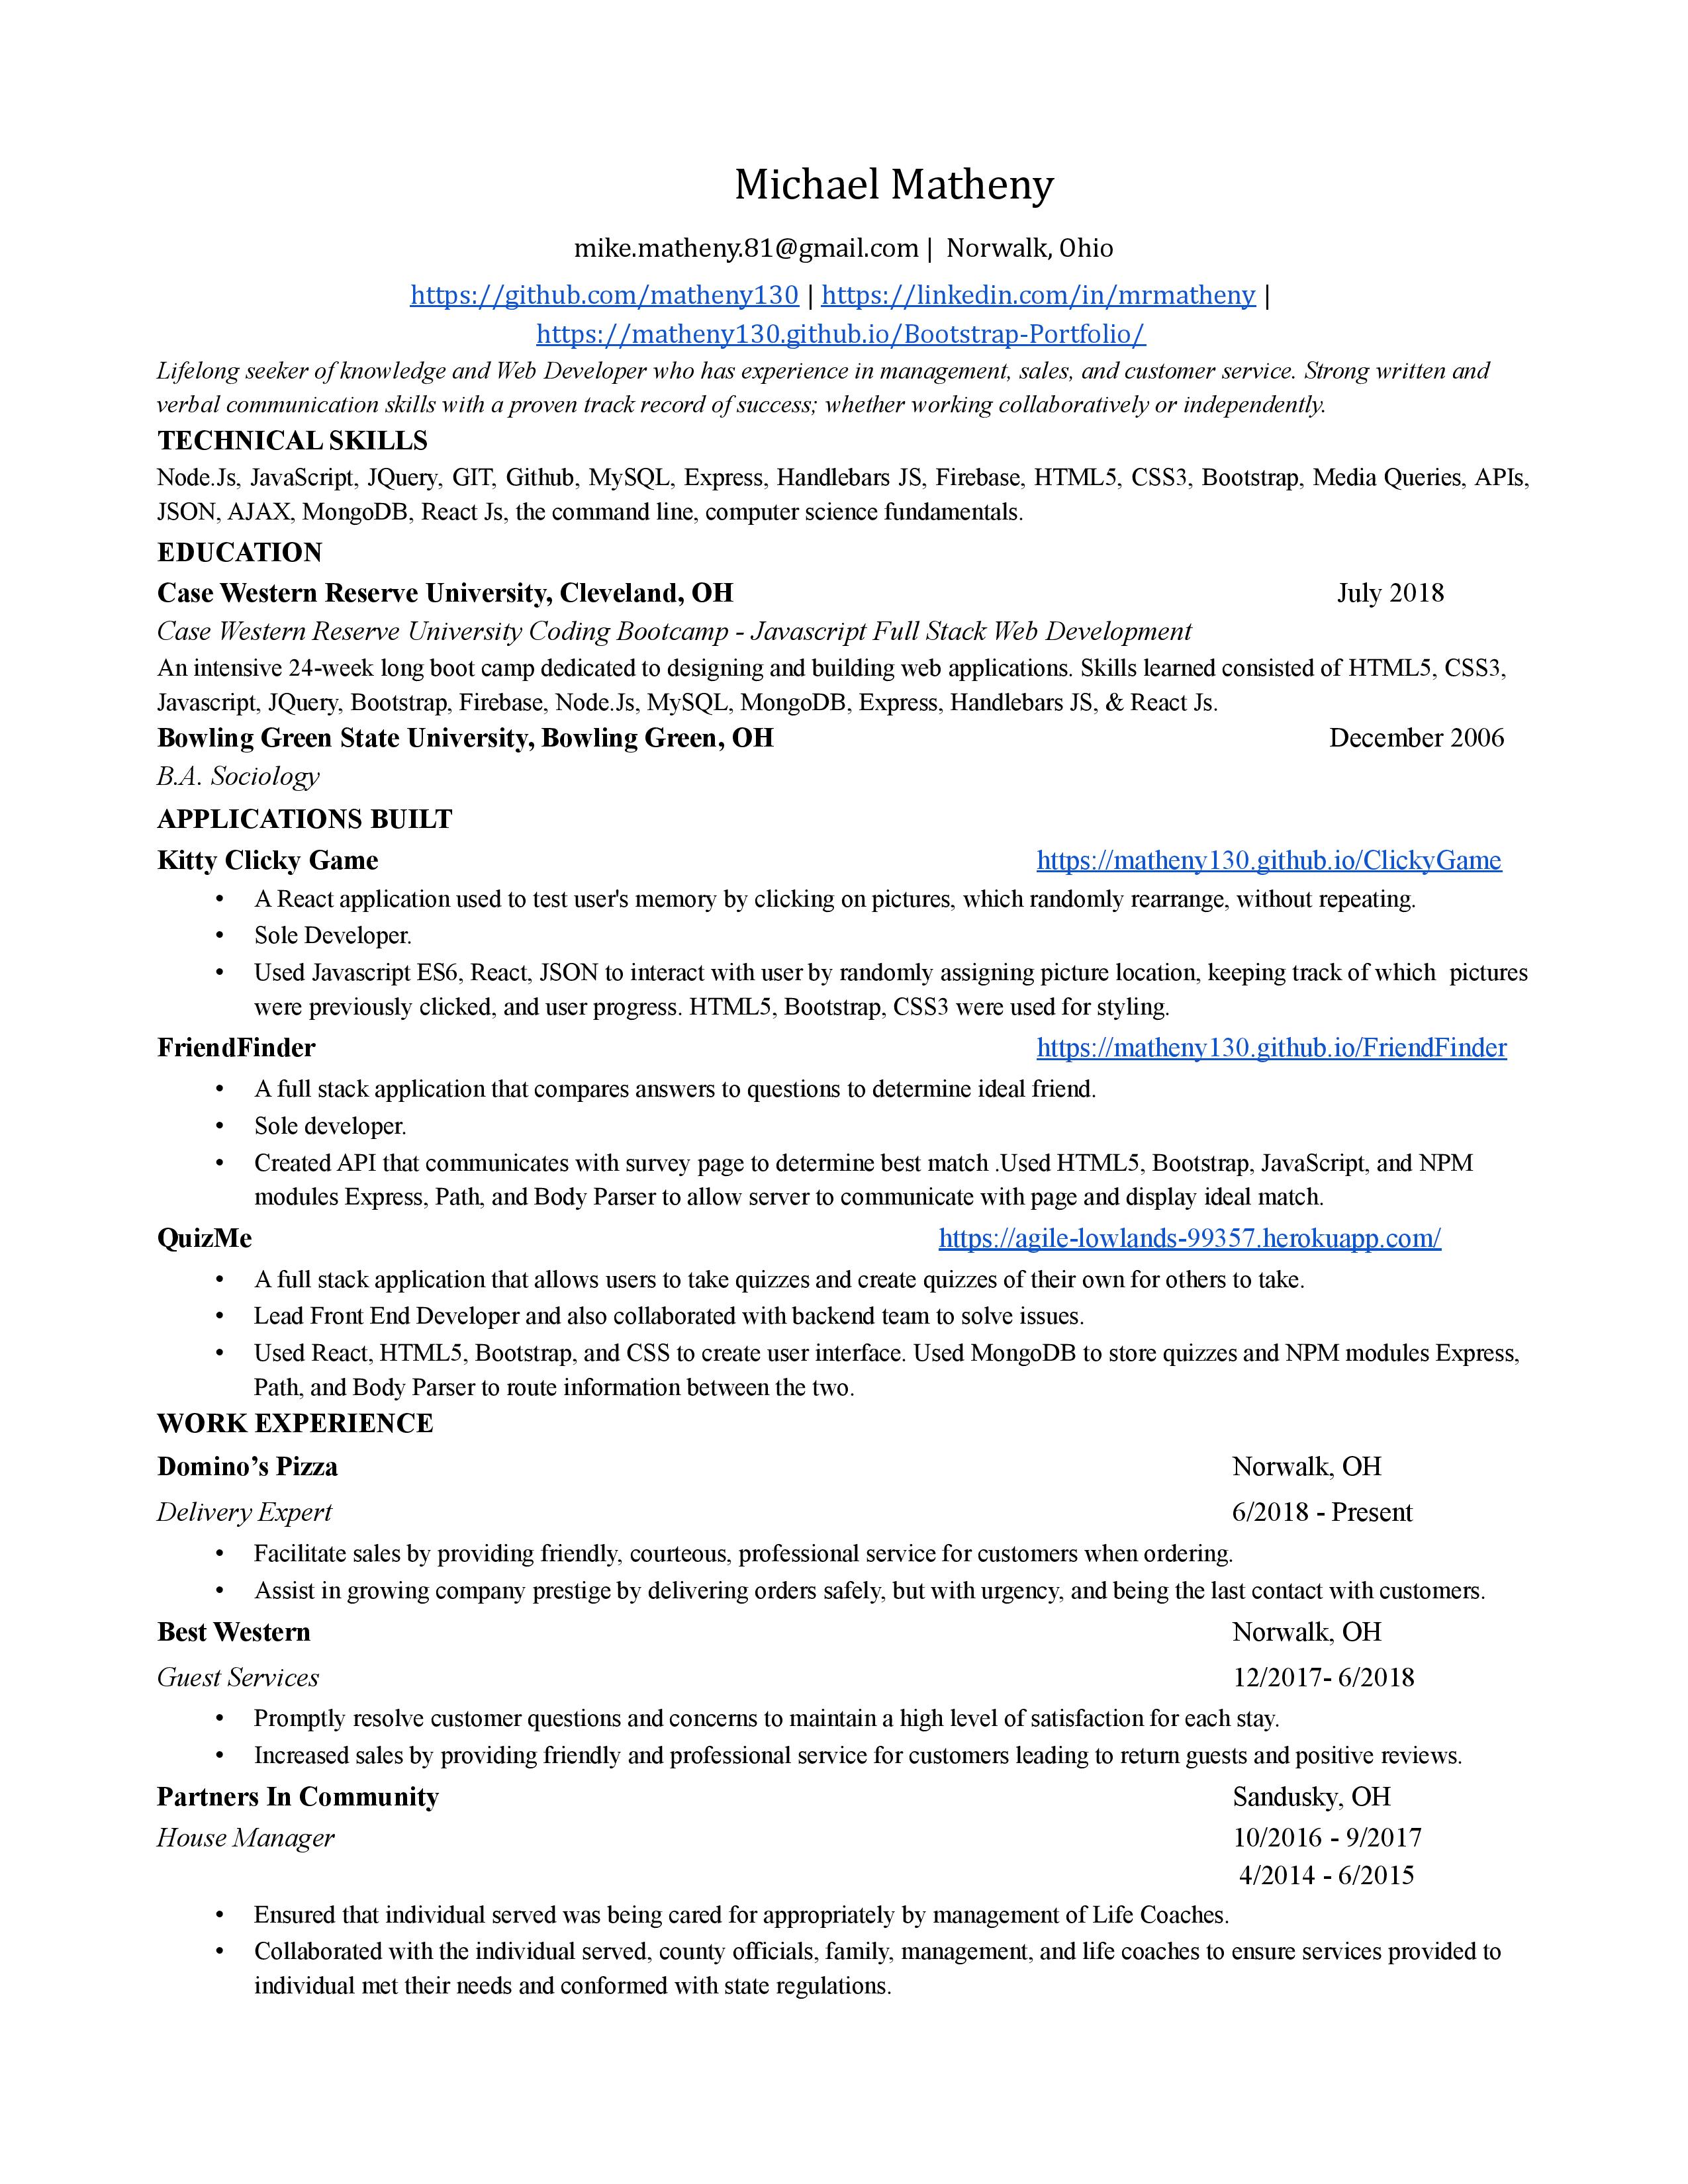 Michael Matheny
mike.matheny.81@gmail.com | Norwalk, Ohio
https://github.com/matheny130 | https://linkedin.com/in/mrmatheny |
https://matheny130.github.io/Bootstrap-Portfolio/
Lifelong seeker of knowledge and Web Developer who has experience in management, sales, and customer service. Strong written and
verbal communication skills with a proven track record of success; whether working collaboratively or independently.
TECHNICAL SKILLS
Node.Js, JavaScript, JQuery, GIT, Github, MySQL, Express, Handlebars JS, Firebase, HTML5, CSS3, Bootstrap, Media Queries, APIs,
JSON, AJAX, MongoDB, React Js, the command line, computer science fundamentals.
EDUCATION
Case Western Reserve University, Cleveland, OH July 2018
Case Western Reserve University Coding Bootcamp - Javascript Full Stack Web Development
An intensive 24-week long boot camp dedicated to designing and building web applications. Skills learned consisted of HTML5, CSS3,
Javascript, JQuery, Bootstrap, Firebase, Node.Js, MySQL, MongoDB, Express, Handlebars JS, & React Js.
Bowling Green State University, Bowling Green, OH December 2006
B.A. Sociology
APPLICATIONS BUILT
Kitty Clicky Game https://matheny130.github.io/ClickyGame
• A React application used to test user's memory by clicking on pictures, which randomly rearrange, without repeating.
• Sole Developer.
• Used Javascript ES6, React, JSON to interact with user by randomly assigning picture location, keeping track of which pictures
were previously clicked, and user progress. HTML5, Bootstrap, CSS3 were used for styling.
FriendFinder https://matheny130.github.io/FriendFinder
• A full stack application that compares answers to questions to determine ideal friend.
• Sole developer.
• Created API that communicates with survey page to determine best match .Used HTML5, Bootstrap, JavaScript, and NPM
modules Express, Path, and Body Parser to allow server to communicate with page and display ideal match.
QuizMe https://agile-lowlands-99357.herokuapp.com/
• A full stack application that allows users to take quizzes and create quizzes of their own for others to take.
• Lead Front End Developer and also collaborated with backend team to solve issues.
• Used React, HTML5, Bootstrap, and CSS to create user interface. Used MongoDB to store quizzes and NPM modules Express,
Path, and Body Parser to route information between the two.
WORK EXPERIENCE
Domino’s Pizza Norwalk, OH
Delivery Expert 6/2018 - Present
• Facilitate sales by providing friendly, courteous, professional service for customers when ordering.
• Assist in growing company prestige by delivering orders safely, but with urgency, and being the last contact with customers.
Best Western Norwalk, OH
Guest Services 12/2017- 6/2018
• Promptly resolve customer questions and concerns to maintain a high level of satisfaction for each stay.
• Increased sales by providing friendly and professional service for customers leading to return guests and positive reviews.
Partners In Community Sandusky, OH
House Manager 10/2016 - 9/2017
4/2014 - 6/2015
• Ensured that individual served was being cared for appropriately by management of Life Coaches.
• Collaborated with the individual served, county officials, family, management, and life coaches to ensure services provided to
individual met their needs and conformed with state regulations.